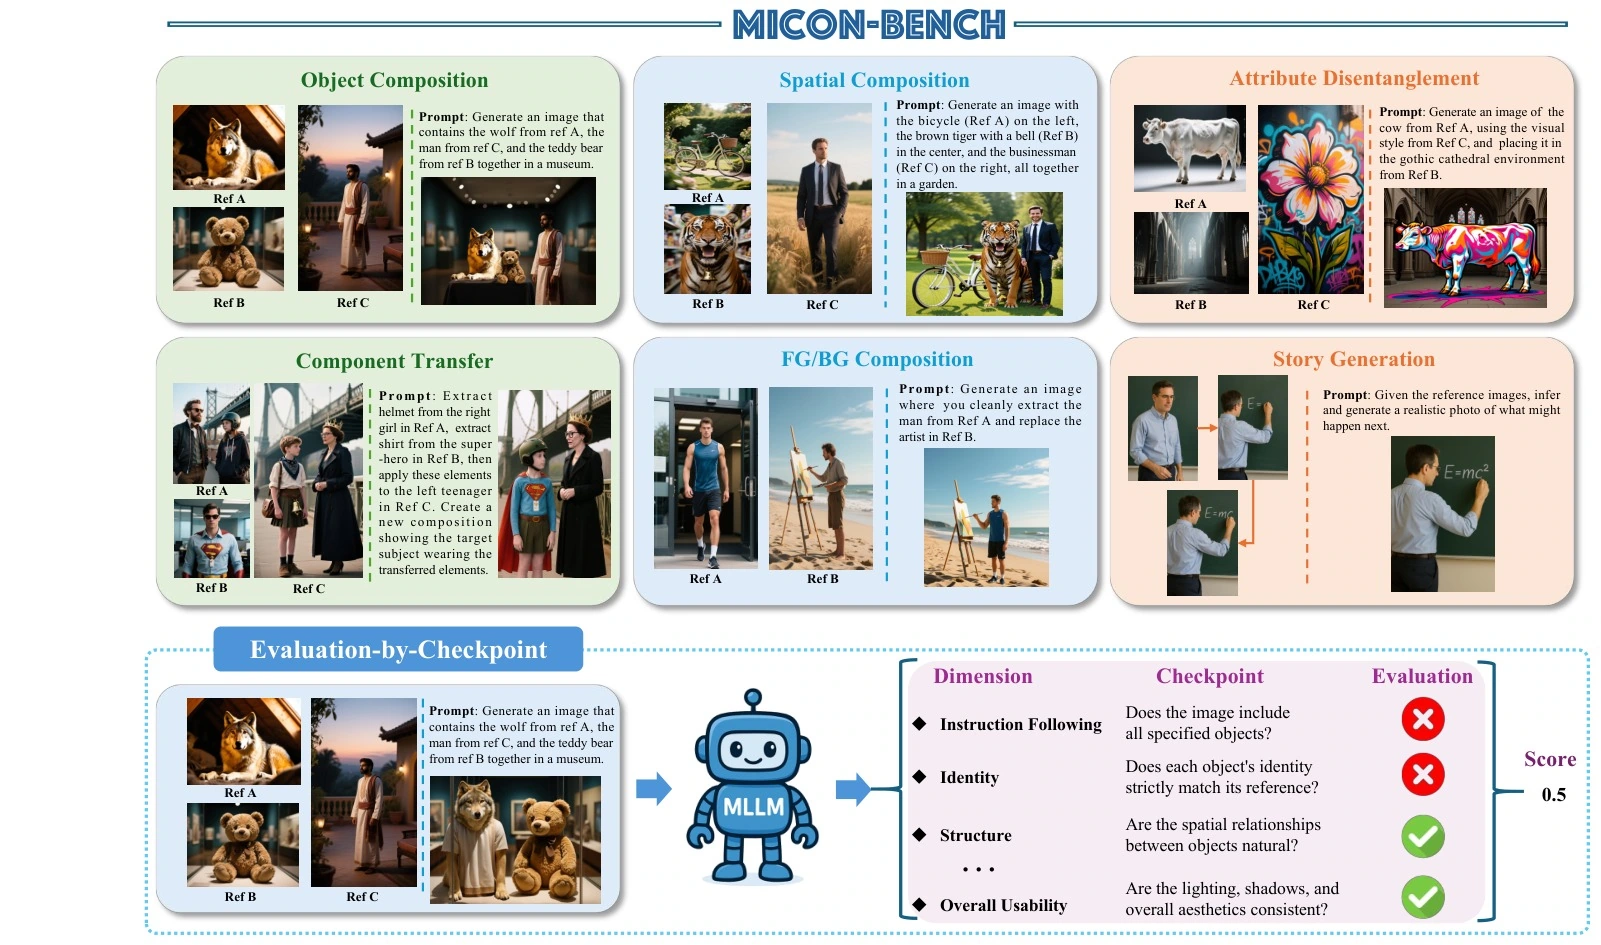 MICON-BENCH
Object Composition
Ref A
Ref B
Ref C
Prompt: Generate an image that
contains the wolf from ref A, the
man from ref C, and the teddy bear
from ref B together in a museum.
Spatial Composition
Ref A
Ref B
Ref C
Prompt: Generate an image with
the bicycle (Ref A) on the left,
the brown tiger with a bell (Ref B)
in the center, and the businessman
(Ref C) on the right, all together
in a garden.
Attribute Disentanglement
Ref A
Ref B
Ref C
Prompt: Generate an image of the
cow from Ref A, using the visual
style from Ref C, and placing it in
the gothic cathedral environment
from Ref B.
Component Transfer
Ref A
Ref B
Ref C
Prompt: Extract
helmet from the right
girl in Ref A, extract
shirt from the super
-hero in Ref B, then
apply these elements
to the left teenager
in Ref C. Create a
new composition
showing the target
subject wearing the
transferred elements.
FG/BG Composition
Ref A
Ref B
Prompt: Generate an image
where you cleanly extract the
man from Ref A and replace the
artist in Ref B.
Story Generation
E=
E=mc
Prompt: Given the reference images, infer
and generate a realistic photo of what might
happen next.
E=mc²
Evaluation-by-Checkpoint
Ref A
Ref B
Ref C
Prompt: Generate an image that
contains the wolf from ref A, the
man from ref C, and the teddy bear
from ref B together in a museum.
MLLM
Dimension Checkpoint Evaluation
◆ Instruction Following Does the image include
all specified objects?
◆ Identity Does each object's identity
strictly match its reference?
◆ Structure Are the spatial relationships
between objects natural?
• • •
◆ Overall Usability Are the lighting, shadows, and
overall aesthetics consistent?
Score
0.5